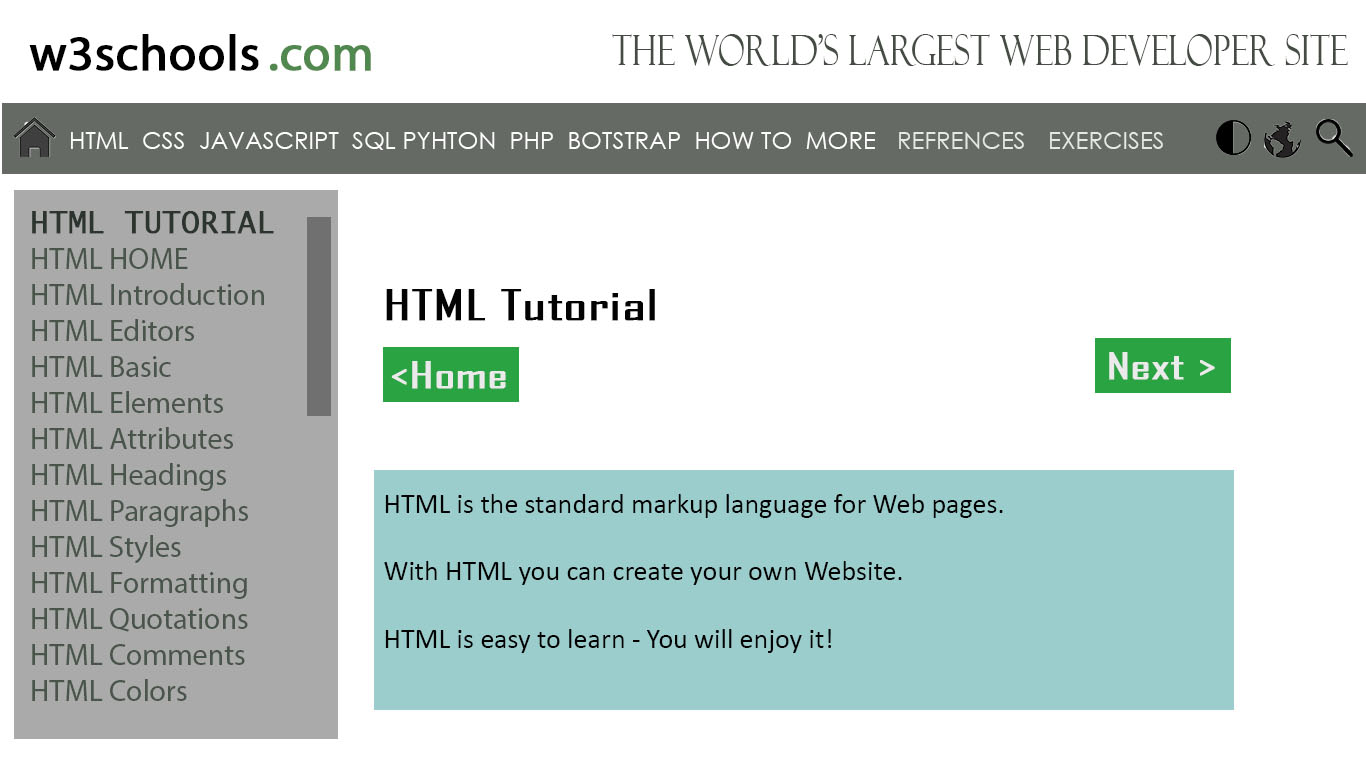 w3schools .com
THE WORLD'S LARGEST WEB DEVELOPER SITE
HTML CSS JAVASCRIPT SQL PYHTON PHP BOTSTRAP HOW TO MORE REFRENCES EXERCISES
HTML TUTORIAL
HTML HOME
HTML Introduction
HTML Editors
HTML Basic
HTML Elements
HTML Attributes
HTML Headings
HTML Paragraphs
HTML Styles
HTML Formatting
HTML Quotations
HTML Comments
HTML Colors
HTML Tutorial
<Home
Next >
HTML is the standard markup language for Web pages.
With HTML you can create your own Website.
HTML is easy to learn - You will enjoy it!